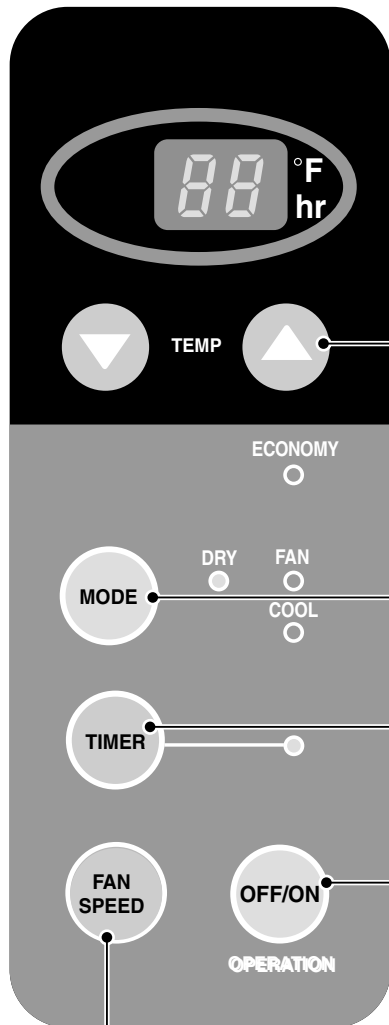 88 °F
hr
TEMP
ECONOMY
DRY FAN
MODE
COOL
TIMER
FAN
SPEED
OFF/ON
OPERATION